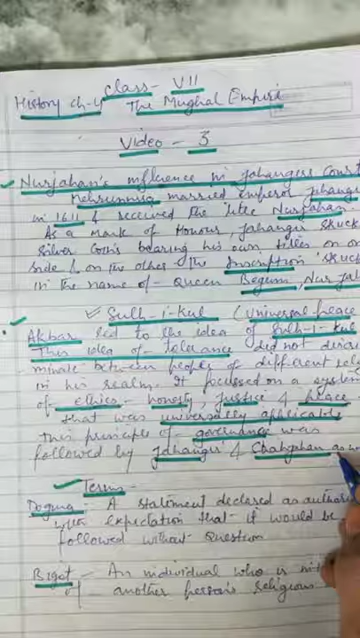 class - VII
History ch-4 The Mughal Empire
Video - 3
Nurjahan's influence in Jahangir's Court
Mehrunnisa married emperor Jhangir
in 1611 & received the title Nurjahan
As a mark of Honour, Jahangir struck
Silver Coins bearing his own titles on on
side & on the other the Inscription 'struck
in the name of Queen Begum, Nur Jah
Sulh-i-kul (universal peace
Akbar led to the idea of Sulh-i-kul
This idea of tolerance did not discri
minate between people of different reli
in his realm. It focused on a system
of ethics - honesty, justice & peace
that was universally applicable
this principle of governance was
followed by Jahangir & Shahjahan as w
Terms -
Dogma : A statement declared as authori
with expectation that it would be
followed without question
Bigot - An individual who is
of another person's religious